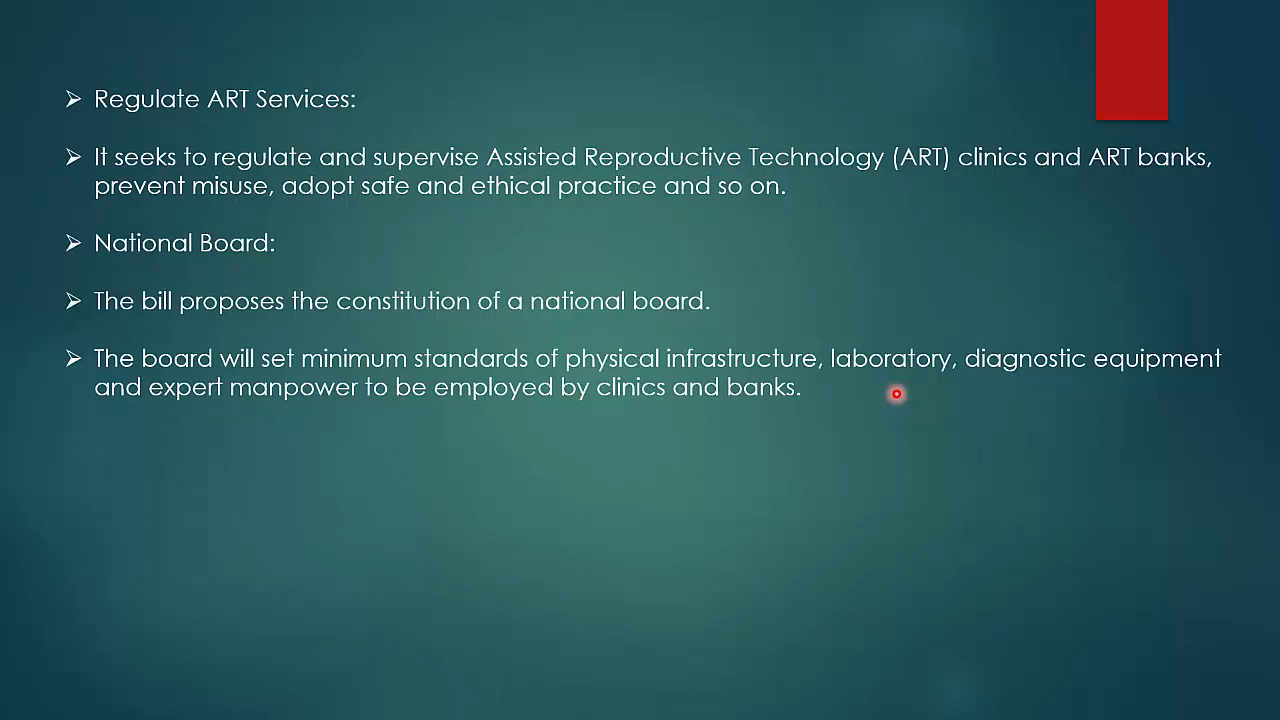 ➢ Regulate ART Services:
➢ It seeks to regulate and supervise Assisted Reproductive Technology (ART) clinics and ART banks,
prevent misuse, adopt safe and ethical practice and so on.
➢ National Board:
➢ The bill proposes the constitution of a national board.
➢ The board will set minimum standards of physical infrastructure, laboratory, diagnostic equipment
and expert manpower to be employed by clinics and banks.